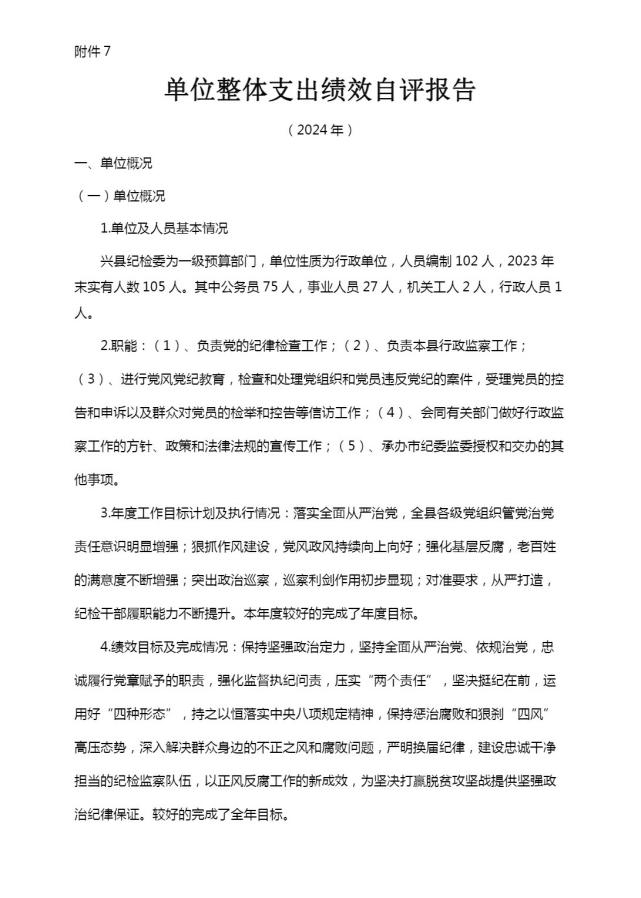 附件7
单位整体支出绩效自评报告
（2024年）
一、单位概况
（一）单位概况
1.单位及人员基本情况
兴县纪检委为一级预算部门，单位性质为行政单位，人员编制102人，2023年
末实有人数105人。其中公务员75人，事业人员27人，机关工人2人，行政人员1
人。
2.职能：（1）、负责党的纪律检查工作；（2）、负责本县行政监察工作；
（3）、进行党风党纪教育，检查和处理党组织和党员违反党纪的案件，受理党员的控
告和申诉以及群众对党员的检举和控告等信访工作；（4）、会同有关部门做好行政监
察工作的方针、政策和法律法规的宣传工作；（5）、承办市纪委监委授权和交办的其
他事项。
3.年度工作目标计划及执行情况：落实全面从严治党，全县各级党组织管党治党
责任意识明显增强；狠抓作风建设，党风政风持续向上向好；强化基层反腐，老百姓
的满意度不断增强；突出政治巡察，巡察利剑作用初步显现；对准要求，从严打造，
纪检干部履职能力不断提升。本年度较好的完成了年度目标。
4.绩效目标及完成情况：保持坚强政治定力，坚持全面从严治党、依规治党，忠
诚履行党章赋予的职责，强化监督执纪问责，压实“两个责任”，坚决挺纪在前，运
用好“四种形态”，持之以恒落实中央八项规定精神，保持惩治腐败和狠刹“四风”
高压态势，深入解决群众身边的不正之风和腐败问题，严明换届纪律，建设忠诚干净
担当的纪检监察队伍，以正风反腐工作的新成效，为坚决打赢脱贫攻坚战提供坚强政
治纪律保证。较好的完成了全年目标。